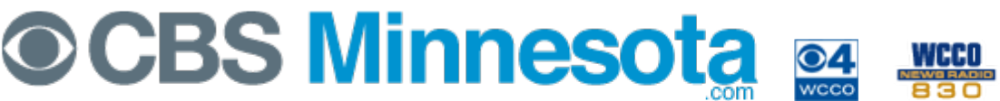 CBS Minnesota
.com
4
WCCO
WCCO
NEWS RADIO
830